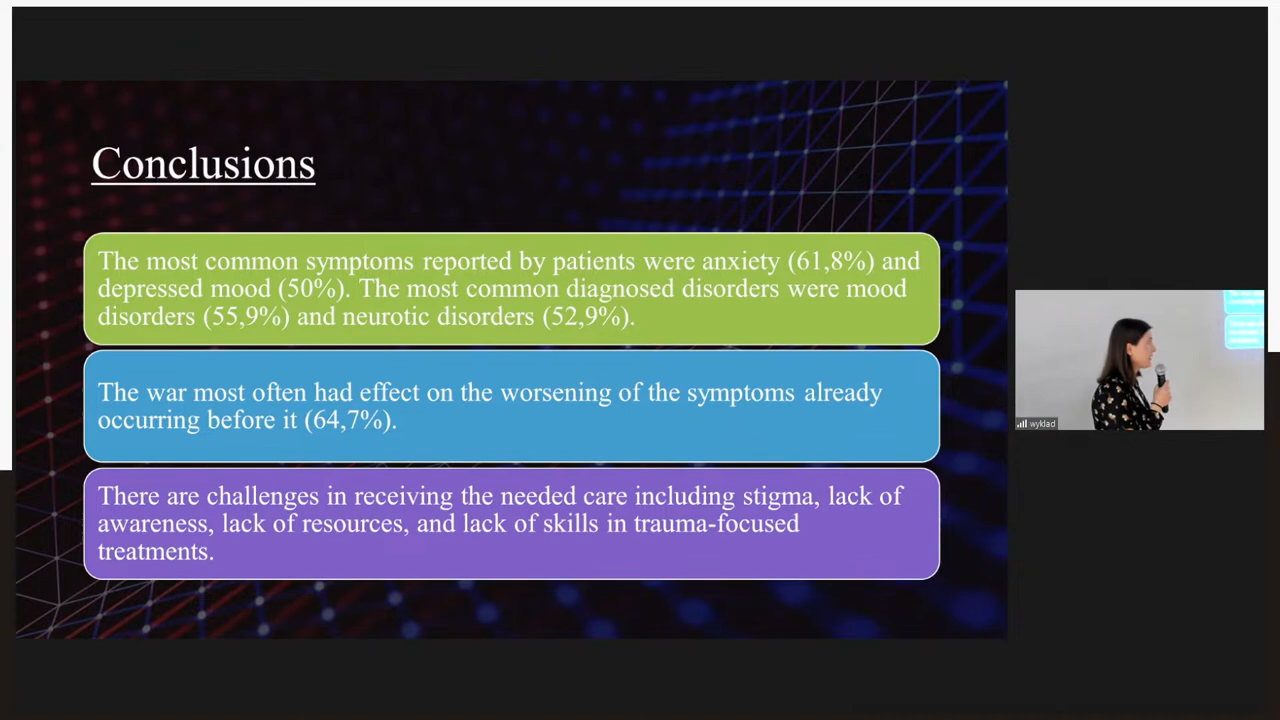 Conclusions
The most common symptoms reported by patients were anxiety (61,8%) and
depressed mood (50%). The most common diagnosed disorders were mood
disorders (55,9%) and neurotic disorders (52,9%).
The war most often had effect on the worsening of the symptoms already
occurring before it (64,7%).
There are challenges in receiving the needed care including stigma, lack of
awareness, lack of resources, and lack of skills in trauma-focused
treatments.
wyklad